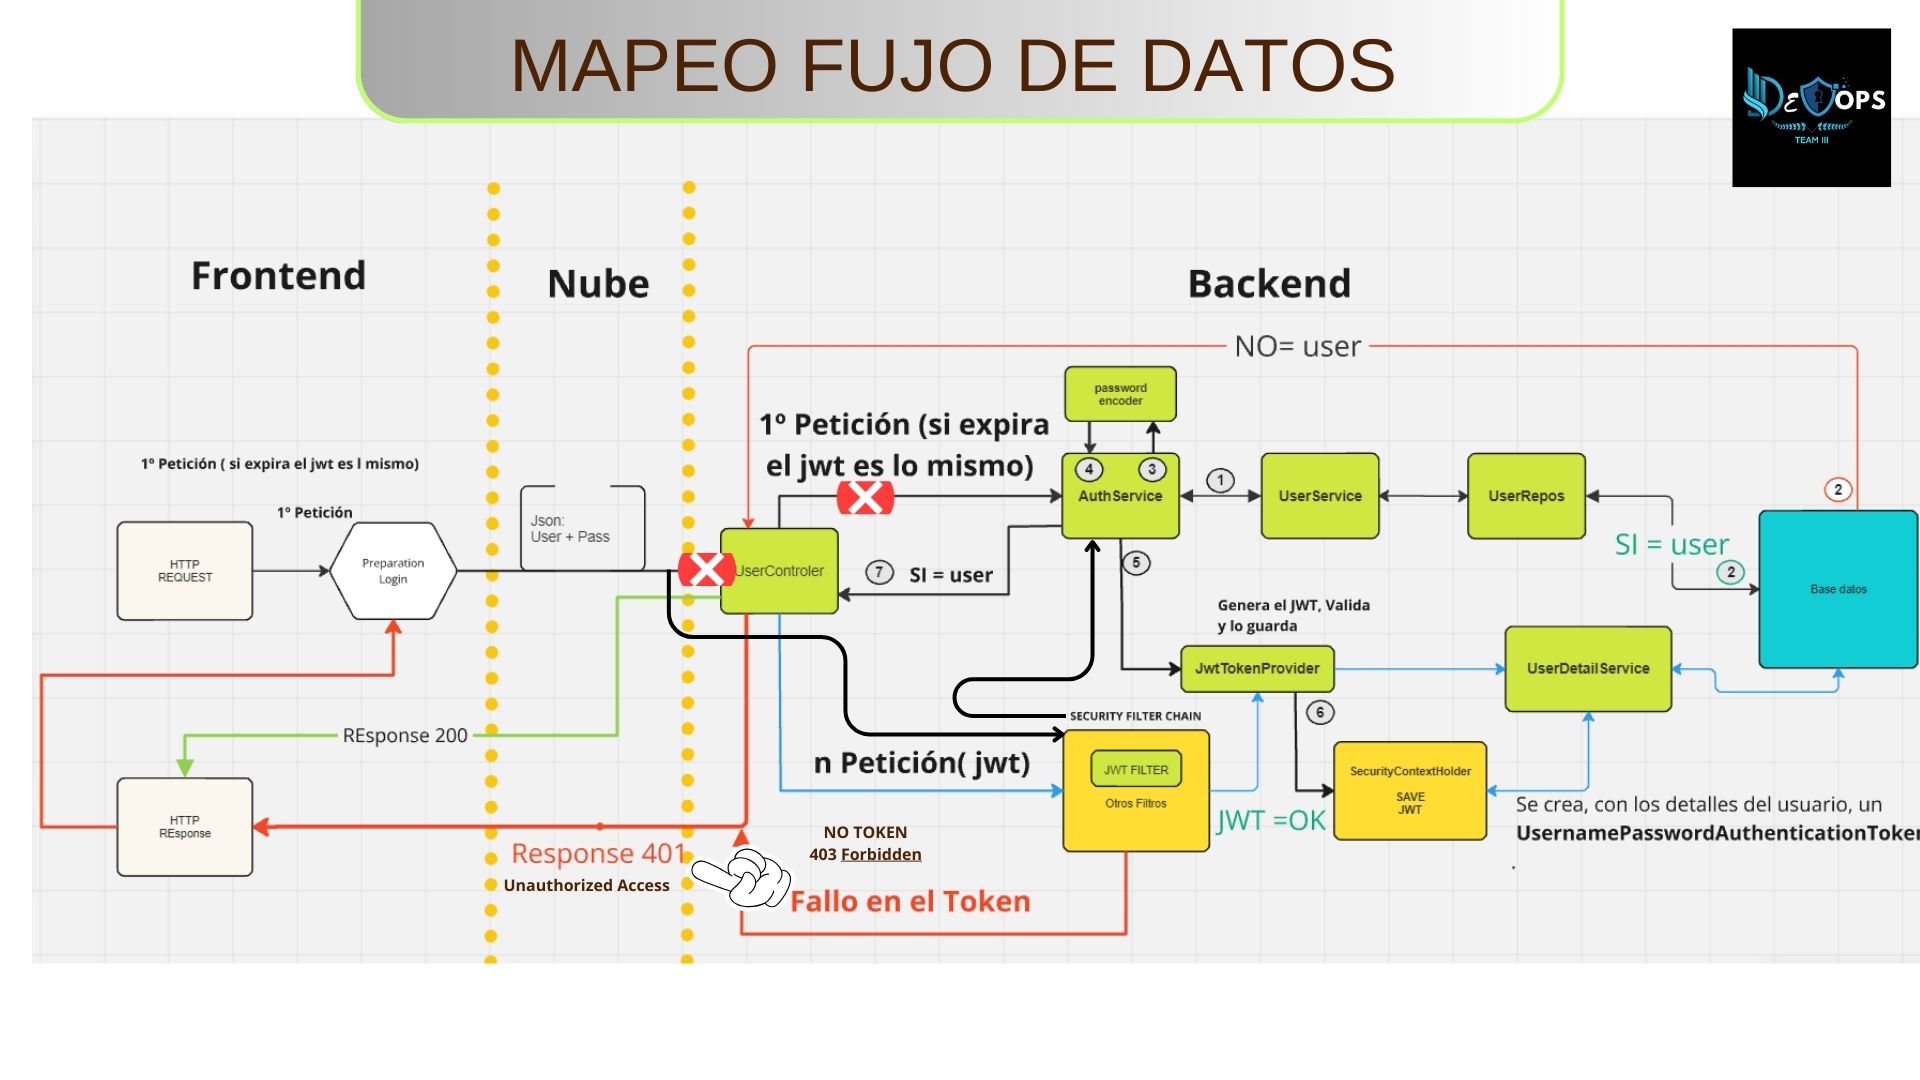 MAPEO FUJO DE DATOS
DevOPS
TEAM III
Frontend
Nube
Backend
NO= user
password
encoder
1º Petición (si expira
el jwt es lo mismo)
1º Petición ( si expira el jwt es l mismo)
1º Petición
HTTP
REQUEST
Preparation
Login
Json:
User + Pass
UserControler
4
3
AuthService
1
UserService
UserRepos
2
SI = user
2
Base datos
7
SI = user
5
Genera el JWT, Valida
y lo guarda
JwtTokenProvider
UserDetailService
6
SECURITY FILTER CHAIN
JWT FILTER
Otros Filtros
n Petición( jwt)
JWT =OK
SecurityContextHolder
SAVE
JWT
Se crea, con los detalles del usuario, un
UsernamePasswordAuthenticationToken
.
REsponse 200
HTTP
REsponse
Response 401
Unauthorized Access
NO TOKEN
403 Forbidden
Fallo en el Token